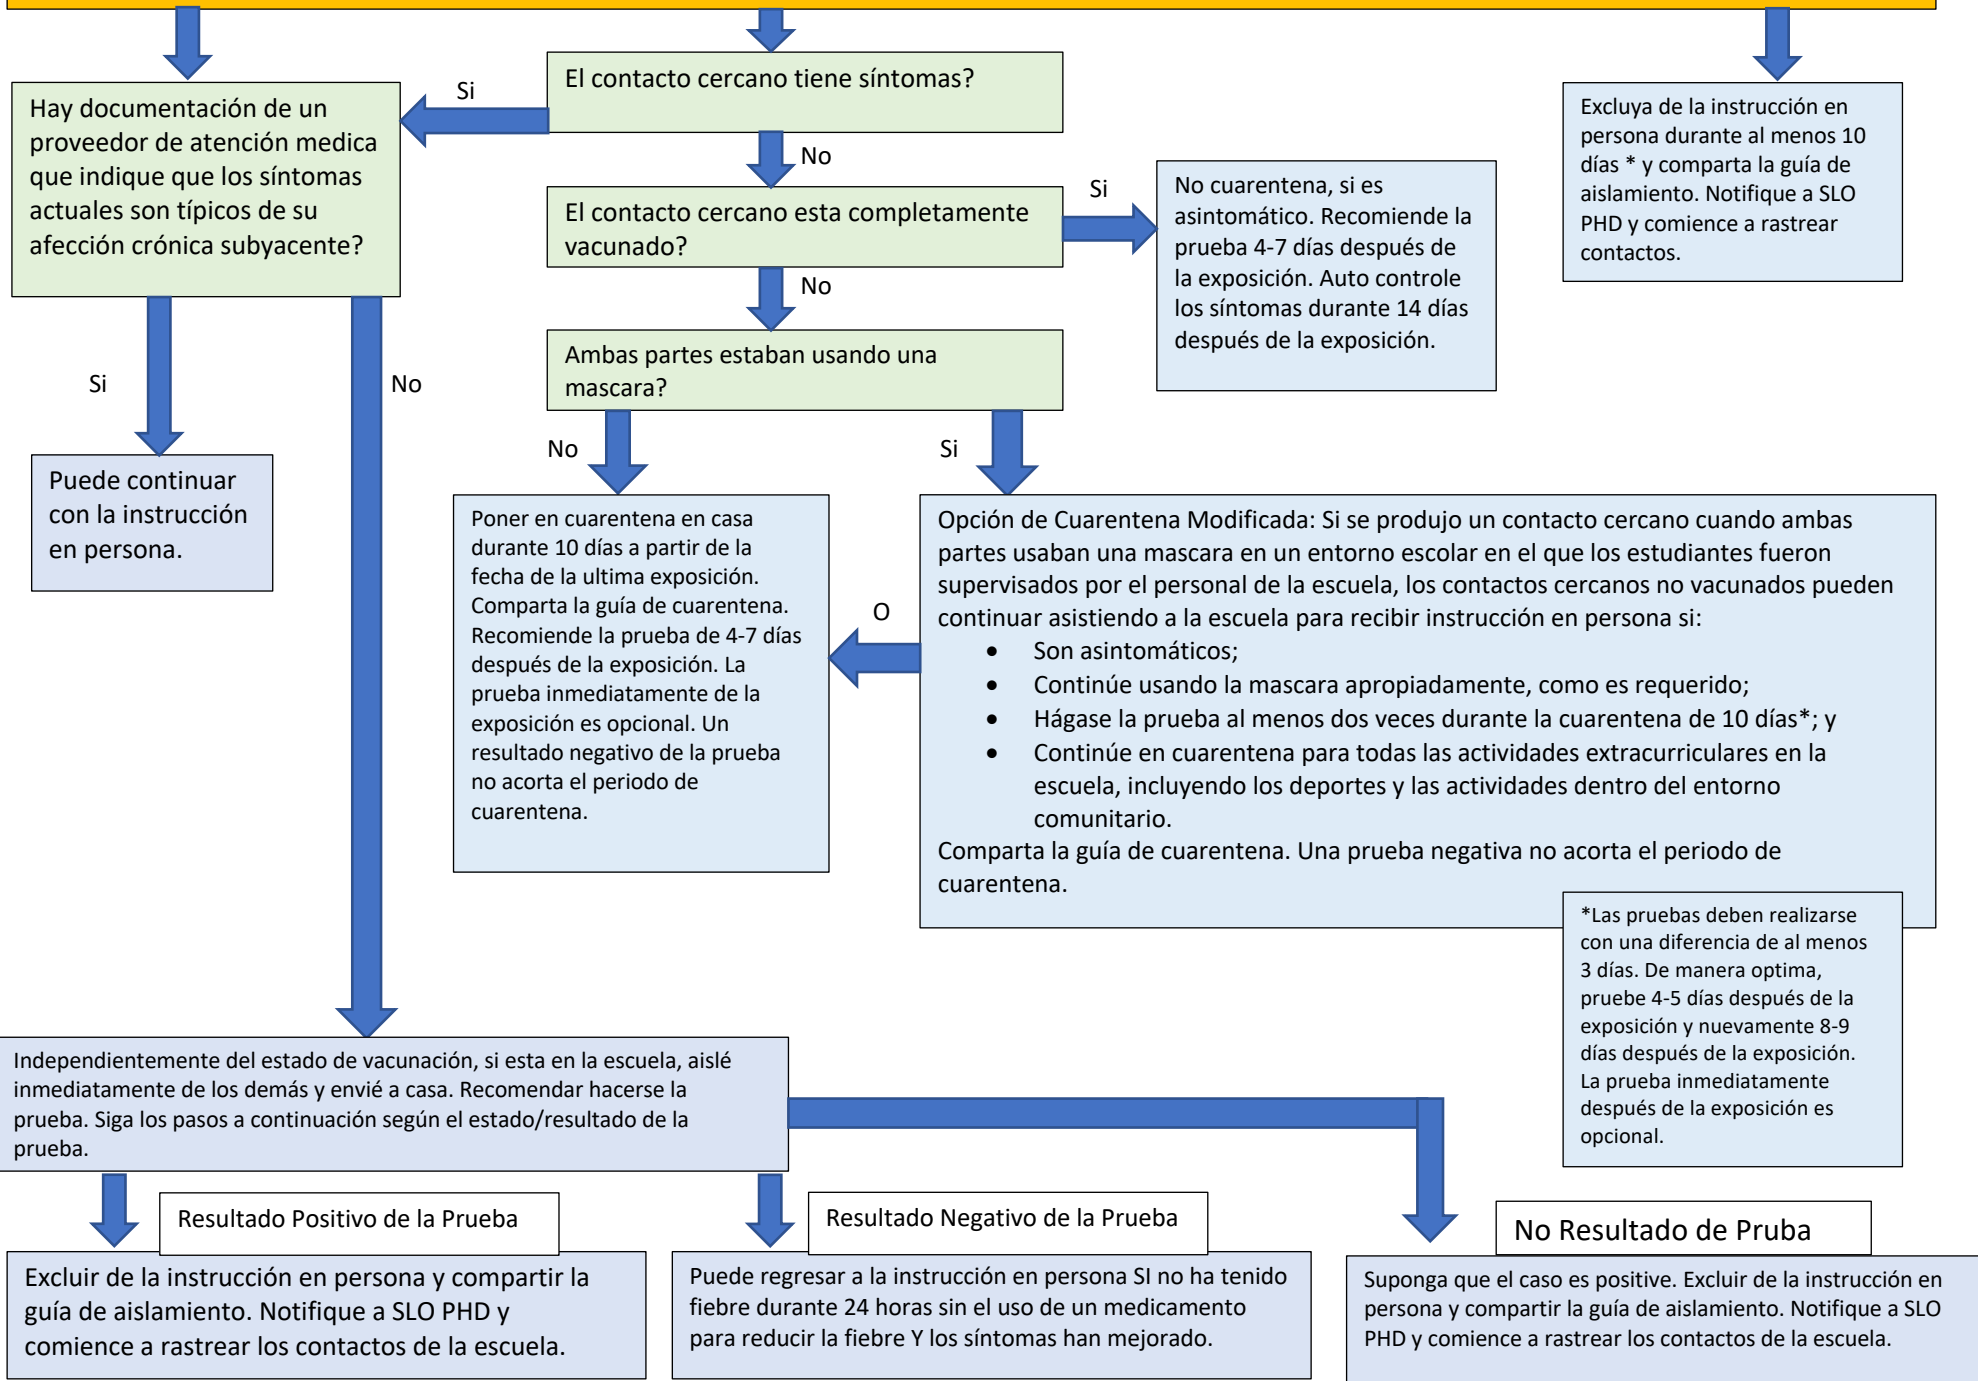 El contacto cercano tiene síntomas?
Si
Hay documentación de un
proveedor de atención medica
que indique que los síntomas
actuales son típicos de su
afección crónica subyacente?
Excluya de la instrucción en
persona durante al menos 10
días * y comparta la guía de
aislamiento. Notifique a SLO
PHD y comience a rastrear
contactos.
No
El contacto cercano esta completamente
vacunado?
Si
No cuarentena, si es
asintomático. Recomiende la
prueba 4-7 días después de
la exposición. Auto controle
los síntomas durante 14 días
después de la exposición.
No
Ambas partes estaban usando una
mascara?
Si
No
No
Si
Puede continuar
con la instrucción
en persona.
Poner en cuarentena en casa
durante 10 días a partir de la
fecha de la ultima exposición.
Comparta la guía de cuarentena.
Recomiende la prueba de 4-7 días
después de la exposición. La
prueba inmediatamente de la
exposición es opcional. Un
resultado negativo de la prueba
no acorta el periodo de
cuarentena.
O
Opción de Cuarentena Modificada: Si se produjo un contacto cercano cuando ambas
partes usaban una mascara en un entorno escolar en el que los estudiantes fueron
supervisados por el personal de la escuela, los contactos cercanos no vacunados pueden
continuar asistiendo a la escuela para recibir instrucción en persona si:
• Son asintomáticos;
• Continúe usando la mascara apropiadamente, como es requerido;
• Hágase la prueba al menos dos veces durante la cuarentena de 10 días*; y
• Continúe en cuarentena para todas las actividades extracurriculares en la
escuela, incluyendo los deportes y las actividades dentro del entorno
comunitario.
Comparta la guía de cuarentena. Una prueba negativa no acorta el periodo de
cuarentena.
*Las pruebas deben realizarse
con una diferencia de al menos
3 días. De manera optima,
pruebe 4-5 días después de la
exposición y nuevamente 8-9
días después de la exposición.
La prueba inmediatamente
después de la exposición es
opcional.
Independientemente del estado de vacunación, si esta en la escuela, aislé
inmediatamente de los demás y envié a casa. Recomendar hacerse la
prueba. Siga los pasos a continuación según el estado/resultado de la
prueba.
Resultado Positivo de la Prueba
Excluir de la instrucción en persona y compartir la
guía de aislamiento. Notifique a SLO PHD y
comience a rastrear los contactos de la escuela.
Resultado Negativo de la Prueba
Puede regresar a la instrucción en persona SI no ha tenido
fiebre durante 24 horas sin el uso de un medicamento
para reducir la fiebre Y los síntomas han mejorado.
No Resultado de Pruba
Suponga que el caso es positive. Excluir de la instrucción en
persona y compartir la guía de aislamiento. Notifique a SLO
PHD y comience a rastrear los contactos de la escuela.